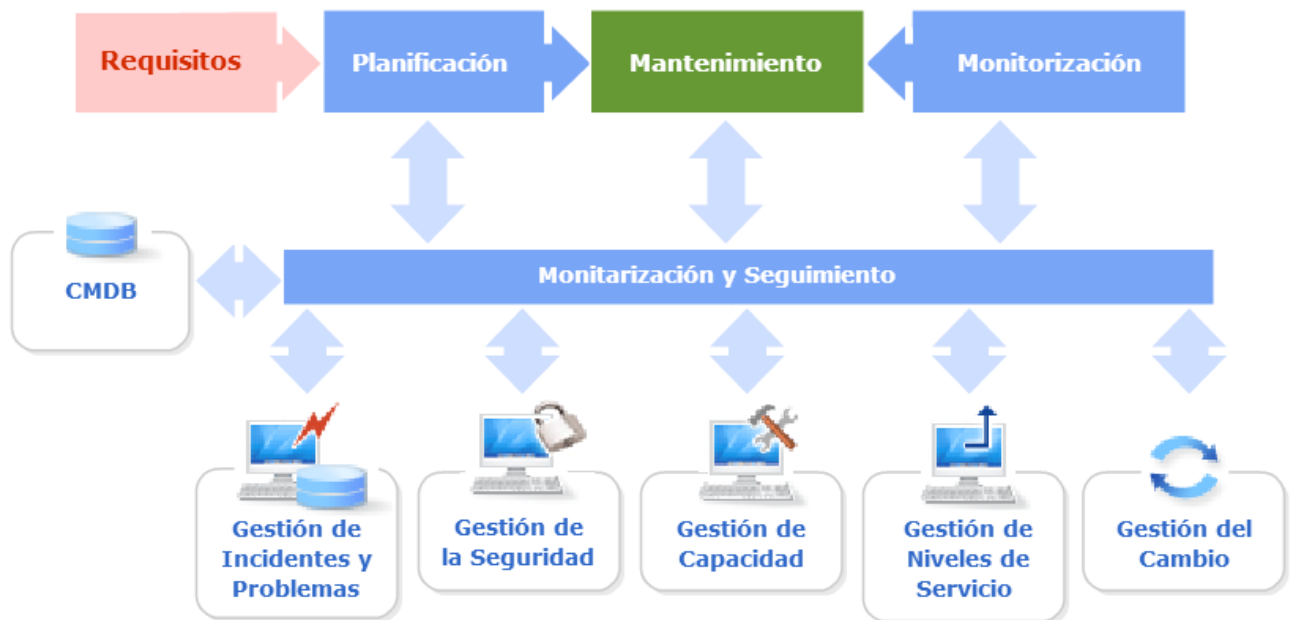 Requisitos
Planificación
Mantenimiento
Monitorización
CMDB
Monitarización y Seguimiento
Gestión de
Incidentes y
Problemas
Gestión de
la Seguridad
Gestión de
Capacidad
Gestión de
Niveles de
Servicio
Gestión del
Cambio